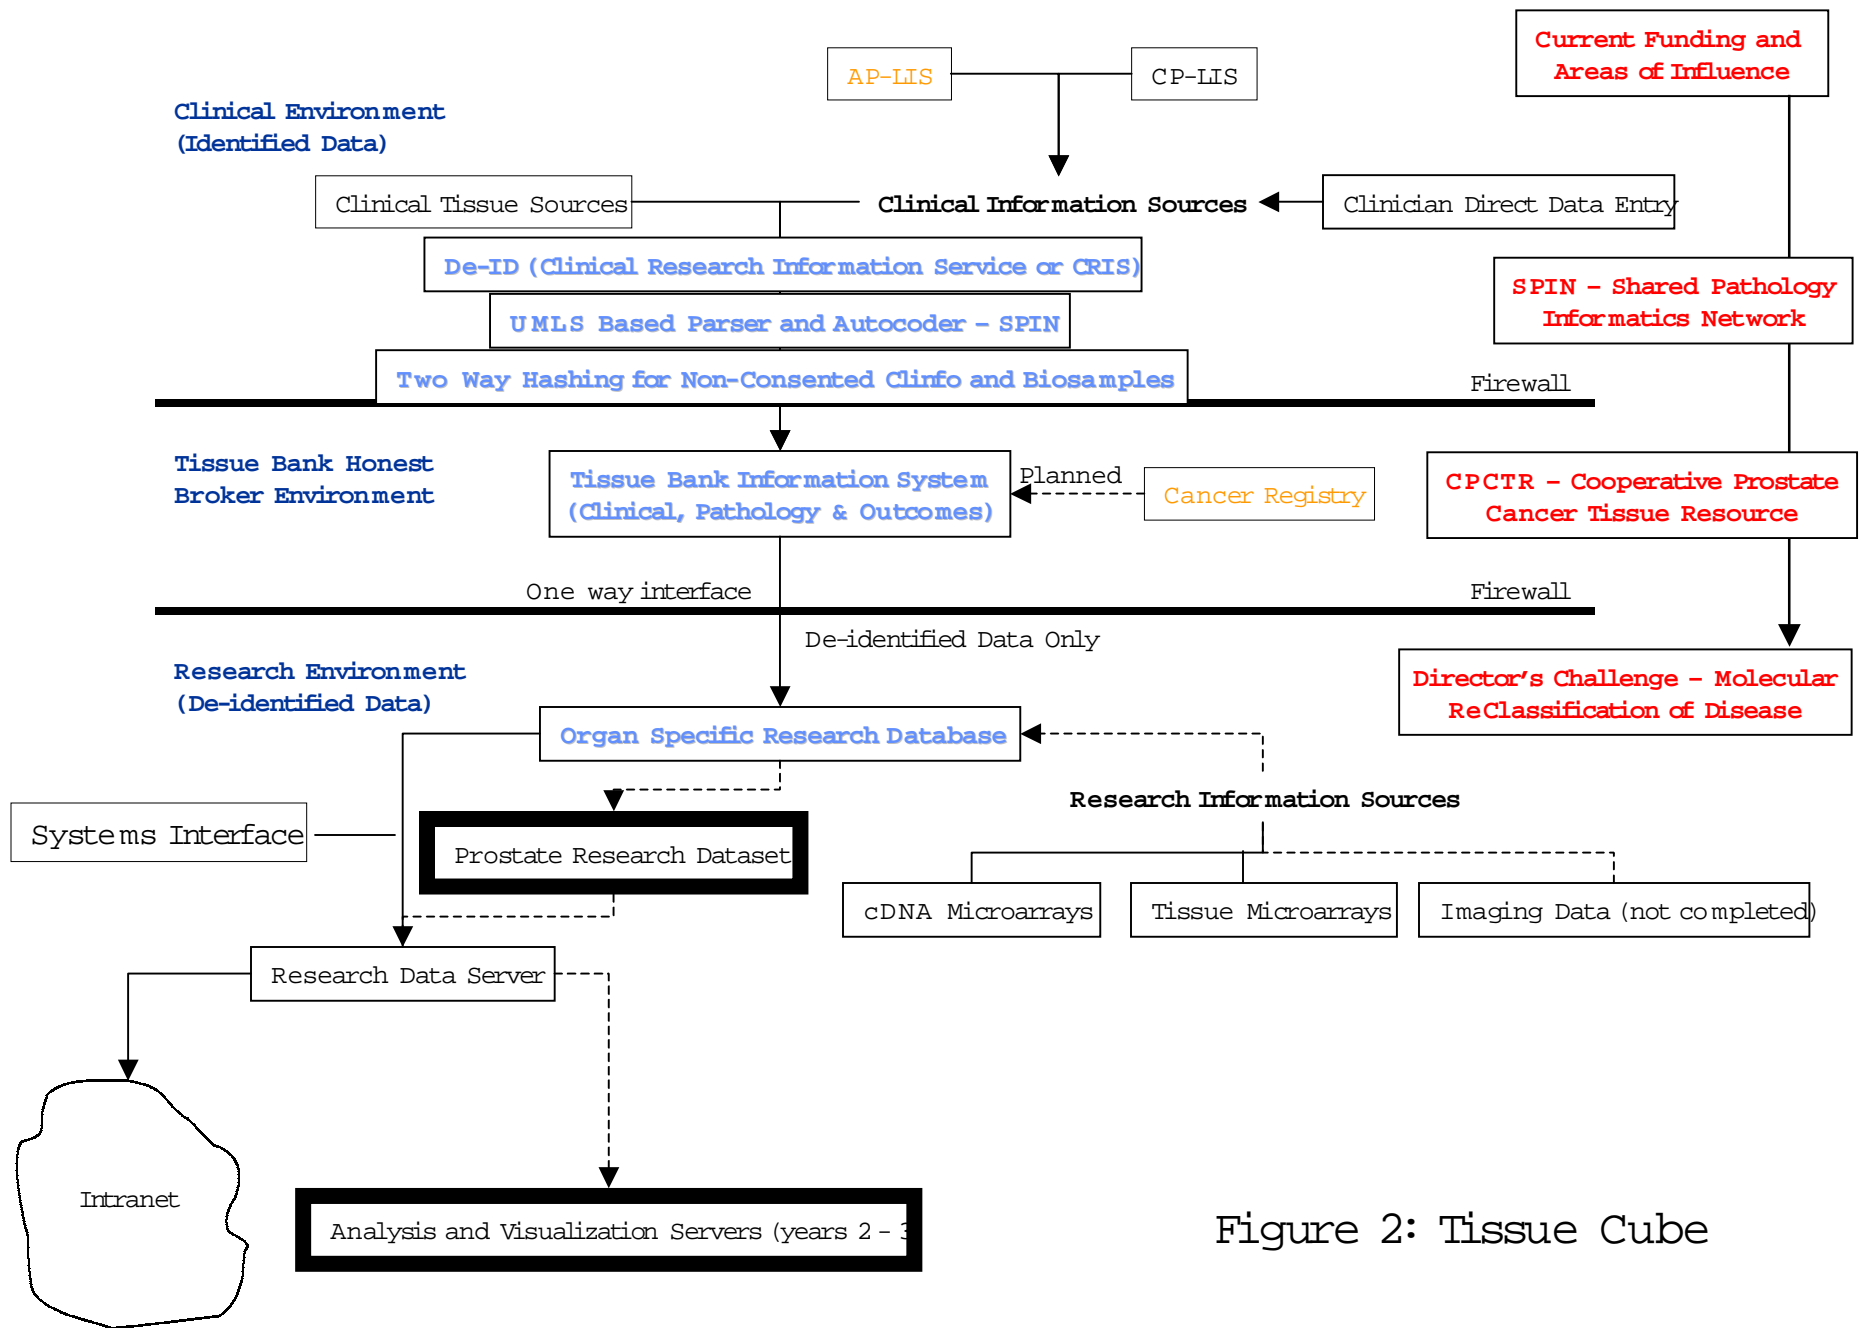 Current Funding and
Areas of Influence
AP-LIS
CP-LIS
Clinical Environment
(Identified Data)
Clinical Tissue Sources
Clinical Information Sources
Clinician Direct Data Entry
De-ID (Clinical Research Information Service or CRIS)
SPIN – Shared Pathology
Informatics Network
UMLS Based Parser and Autocoder – SPIN
Two Way Hashing for Non-Consented Clinfo and Biosamples
Firewall
Tissue Bank Honest
Broker Environment
Tissue Bank Information System
(Clinical, Pathology & Outcomes)
Planned
Cancer Registry
CPCTR – Cooperative Prostate
Cancer Tissue Resource
One way interface
Firewall
De-identified Data Only
Research Environment
(De-identified Data)
Director's Challenge – Molecular
ReClassification of Disease
Organ Specific Research Database
Research Information Sources
Systems Interface
Prostate Research Dataset
cDNA Microarrays
Tissue Microarrays
Imaging Data (not completed)
Research Data Server
Intranet
Analysis and Visualization Servers (years 2 – 3
Figure 2: Tissue Cube